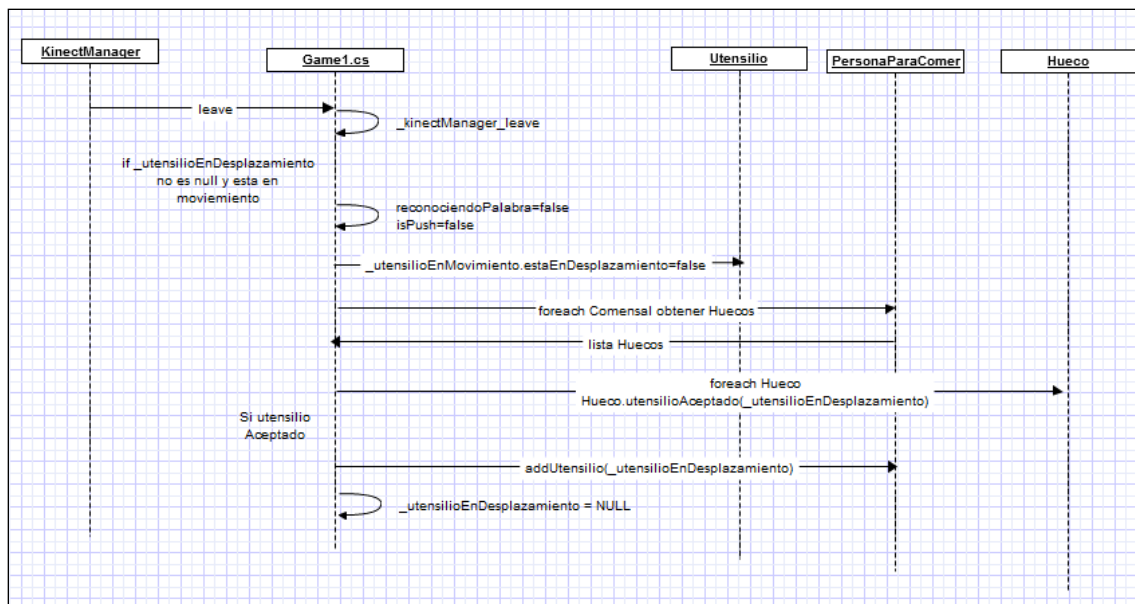 KinectManager
Game1.cs
Utensilio
PersonaParaComer
Hueco
leave
_kinectManager_leave
if _utensilioEnDesplazamiento
no es null y esta en
moviemiento
reconociendoPalabra=false
isPush=false
_utensilioEnMovimiento.estaEnDesplazamiento=false
foreach Comensal obtener Huecos
lista Huecos
foreach Hueco
Hueco.utensilioAceptado(_utensilioEnDesplazamiento)
Si utensilio
Aceptado
addUtensilio(_utensilioEnDesplazamiento)
_utensilioEnDesplazamiento = NULL